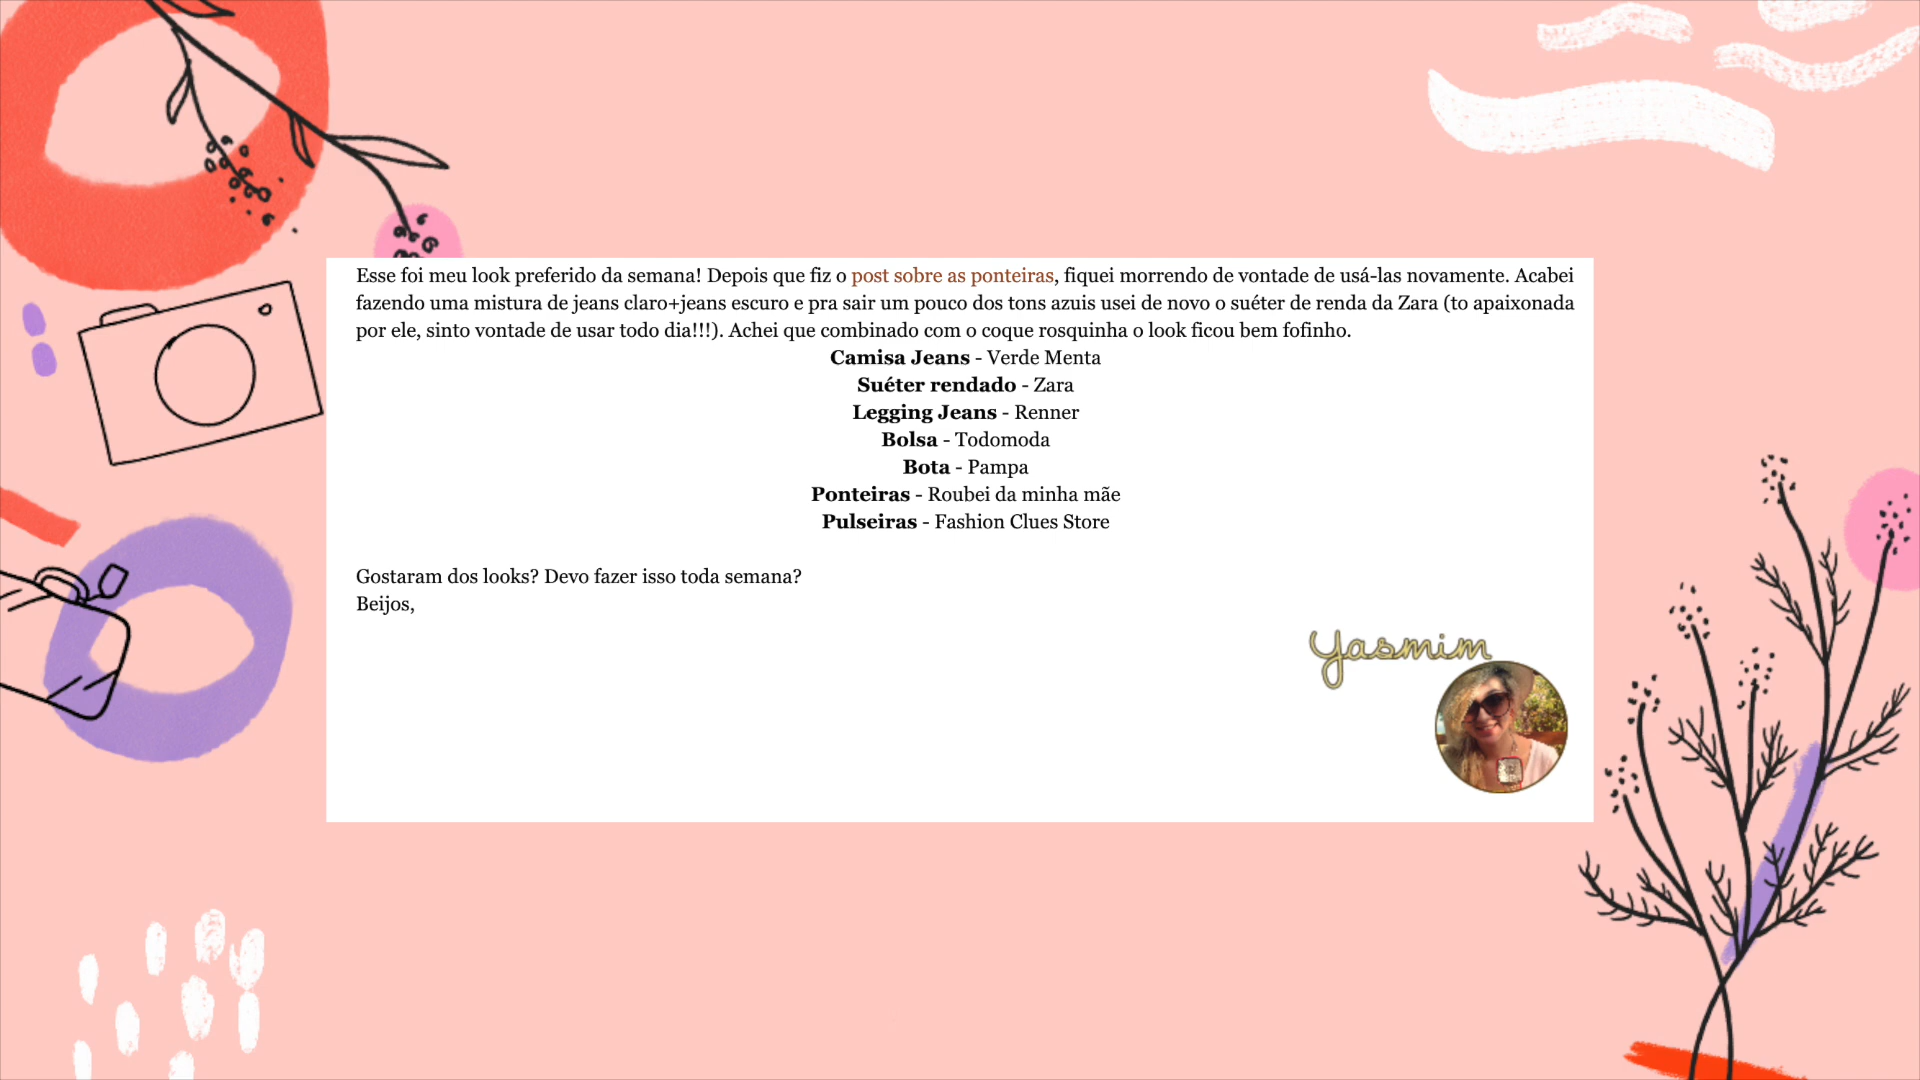 Esse foi meu look preferido da semana! Depois que fiz o post sobre as ponteiras, fiquei morrendo de vontade de usá-las novamente. Acabei
fazendo uma mistura de jeans claro+jeans escuro e pra sair um pouco dos tons azuis usei de novo o suéter de renda da Zara (to apaixonada
por ele, sinto vontade de usar todo dia!!!). Achei que combinado com o coque rosquinha o look ficou bem fofinho.
Camisa Jeans - Verde Menta
Suéter rendado - Zara
Legging Jeans - Renner
Bolsa - Todomoda
Bota - Pampa
Ponteiras - Roubei da minha mãe
Pulseiras - Fashion Clues Store
Gostaram dos looks? Devo fazer isso toda semana?
Beijos,
Yasmim